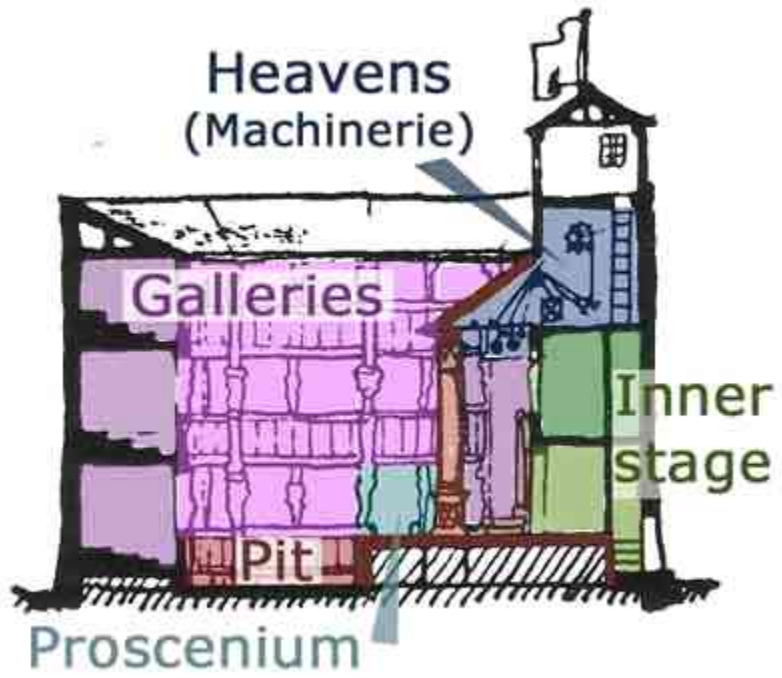 Heavens
(Machinerie)
Galleries
Inner
stage
Pit
Proscenium